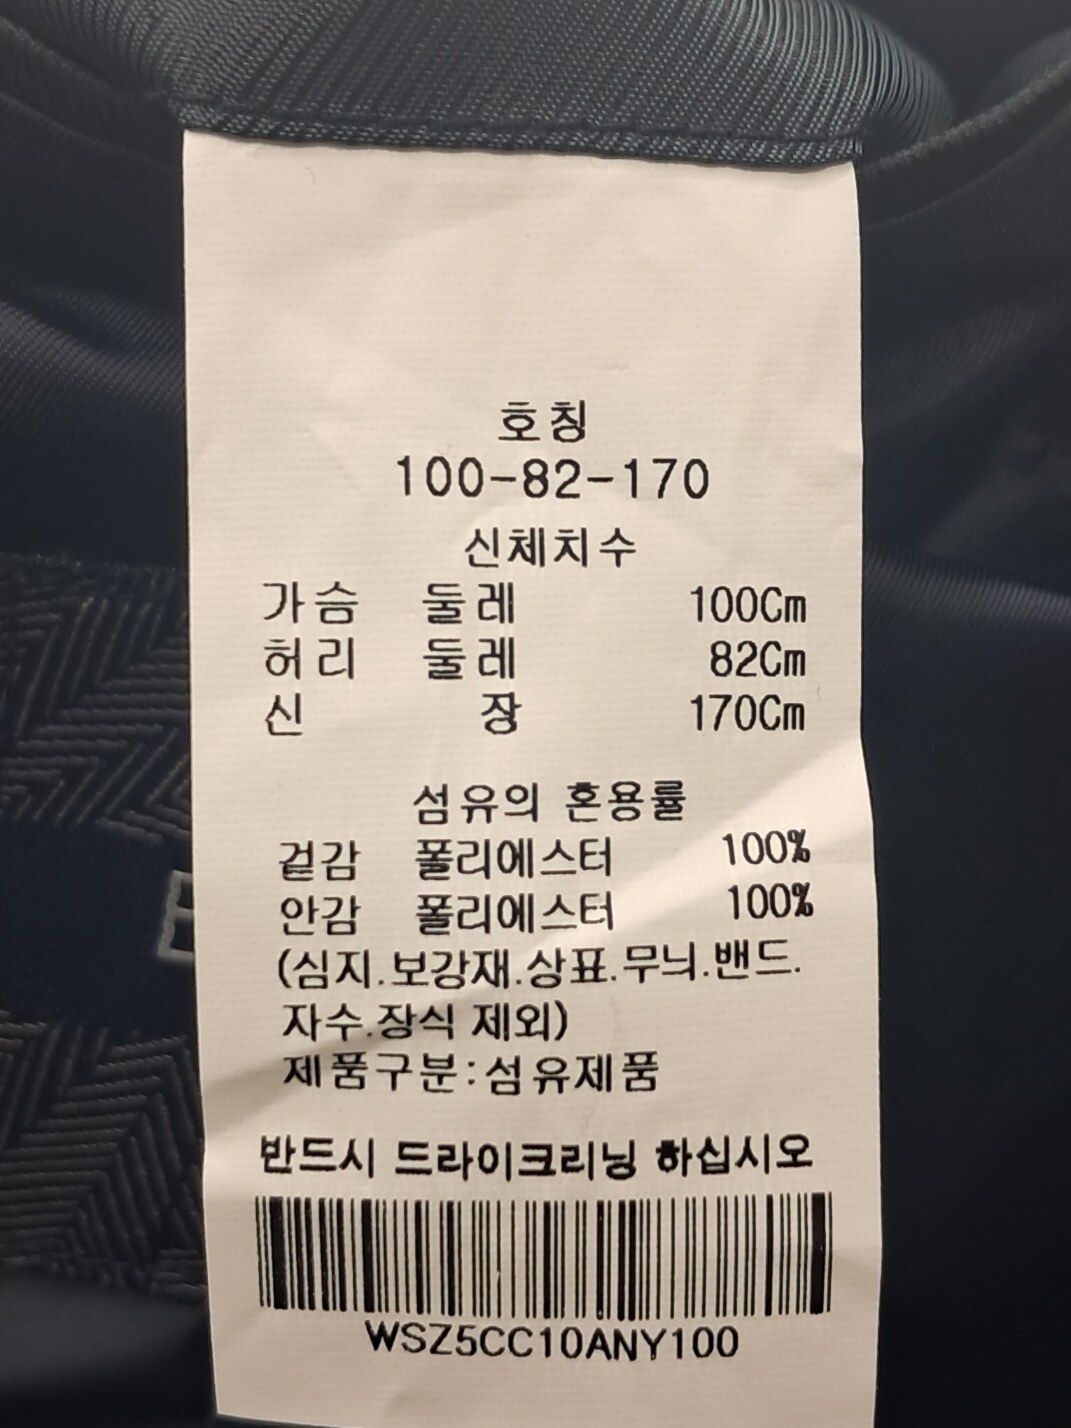 호칭
100-82-170
신체치수
가슴 둘레 100Cm
허리 둘레 82Cm
신 장 170Cm
섬유의 혼용률
겉감 폴리에스터 100%
안감 폴리에스터 100%
(심지.보강재.상표.무늬.밴드.
자수.장식 제외)
제품구분:섬유제품
반드시 드라이크리닝 하십시오
WSZ5CC10ANY100